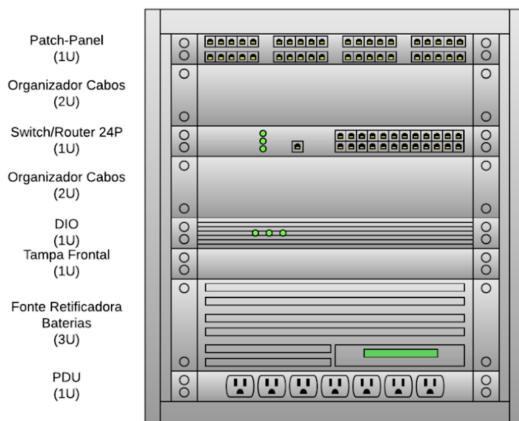 Patch-Panel
(1U)
Organizador Cabos
(2U)
Switch/Router 24P
(1U)
Organizador Cabos
(2U)
DIO
(1U)
Tampa Frontal
(1U)
Fonte Retificadora
Baterias
(3U)
PDU
(1U)